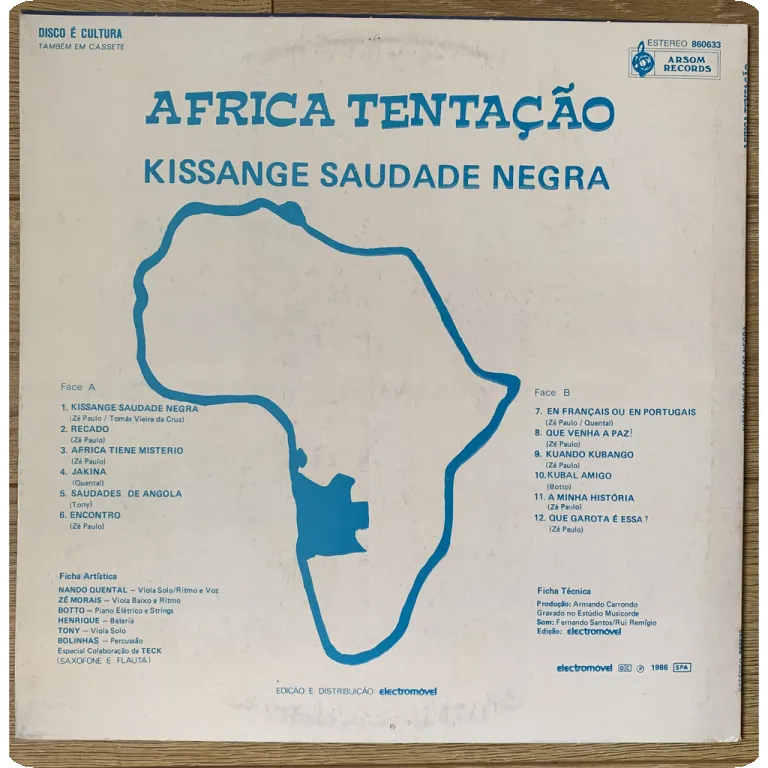 DISCO É CULTURA
TAMBÉM EM CASSETE
ESTEREO 860633
ARSOM
RECORDS
AFRICA TENTAÇÃO
KISSANGE SAUDADE NEGRA
Face A
1. KISSANGE SAUDADE NEGRA
(Zé Paulo / Tomás Vieira da Cruz)
2. RECADO
(Zé Paulo)
3. AFRICA TIENE MISTERIO
(Zé Paulo)
4. JAKINA
(Quental)
5. SAUDADES DE ANGOLA
(Tony)
6. ENCONTRO
(Zé Paulo)
Face B
7. EN FRANÇAIS OU EN PORTUGAIS
(Zé Paulo / Quental)
8. QUE VENHA A PAZ!
(Zé Paulo)
9. KUANDO KUBANGO
(Zé Paulo)
10. KUBAL AMIGO
(Botto)
11. A MINHA HISTÓRIA
(Zé Paulo)
12. QUE GAROTA É ESSA?
(Zé Paulo)
Ficha Artística
NANDO QUENTAL — Viola Solo/Ritmo e Voz
ZÉ MORAIS — Viola Baixo e Ritmo
BOTTO — Piano Elétrico e Strings
HENRIQUE — Bateria
TONY — Viola Solo
BOLINHAS — Percussão
Especial Colaboração de TECK
(SAXOFONE E FLAUTA)
Ficha Técnica
Produção: Armando Carrondo
Gravado no Estúdio Musicorde
Som: Fernando Santos/Rui Remígio
Edição: electromóvel
electromóvel ℗ 1986 SPA
EDIÇÃO E DISTRIBUIÇÃO: electromóvel